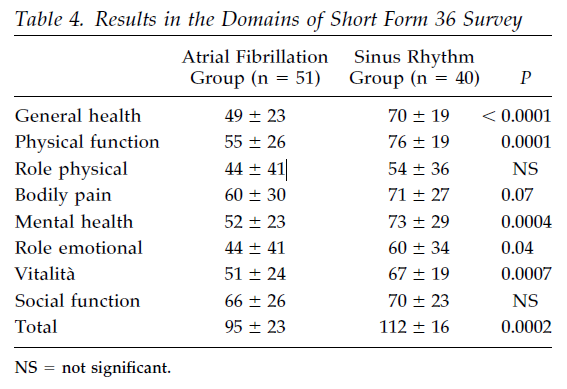 Table 4. Results in the Domains of Short Form 36 Survey
Atrial Fibrillation Group (n = 51) Sinus Rhythm Group (n = 40) P
General health 49 ± 23 70 ± 19 < 0.0001
Physical function 55 ± 26 76 ± 19 0.0001
Role physical 44 ± 41 54 ± 36 NS
Bodily pain 60 ± 30 71 ± 27 0.07
Mental health 52 ± 23 73 ± 29 0.0004
Role emotional 44 ± 41 60 ± 34 0.04
Vitalità 51 ± 24 67 ± 19 0.0007
Social function 66 ± 26 70 ± 23 NS
Total 95 ± 23 112 ± 16 0.0002
NS = not significant.